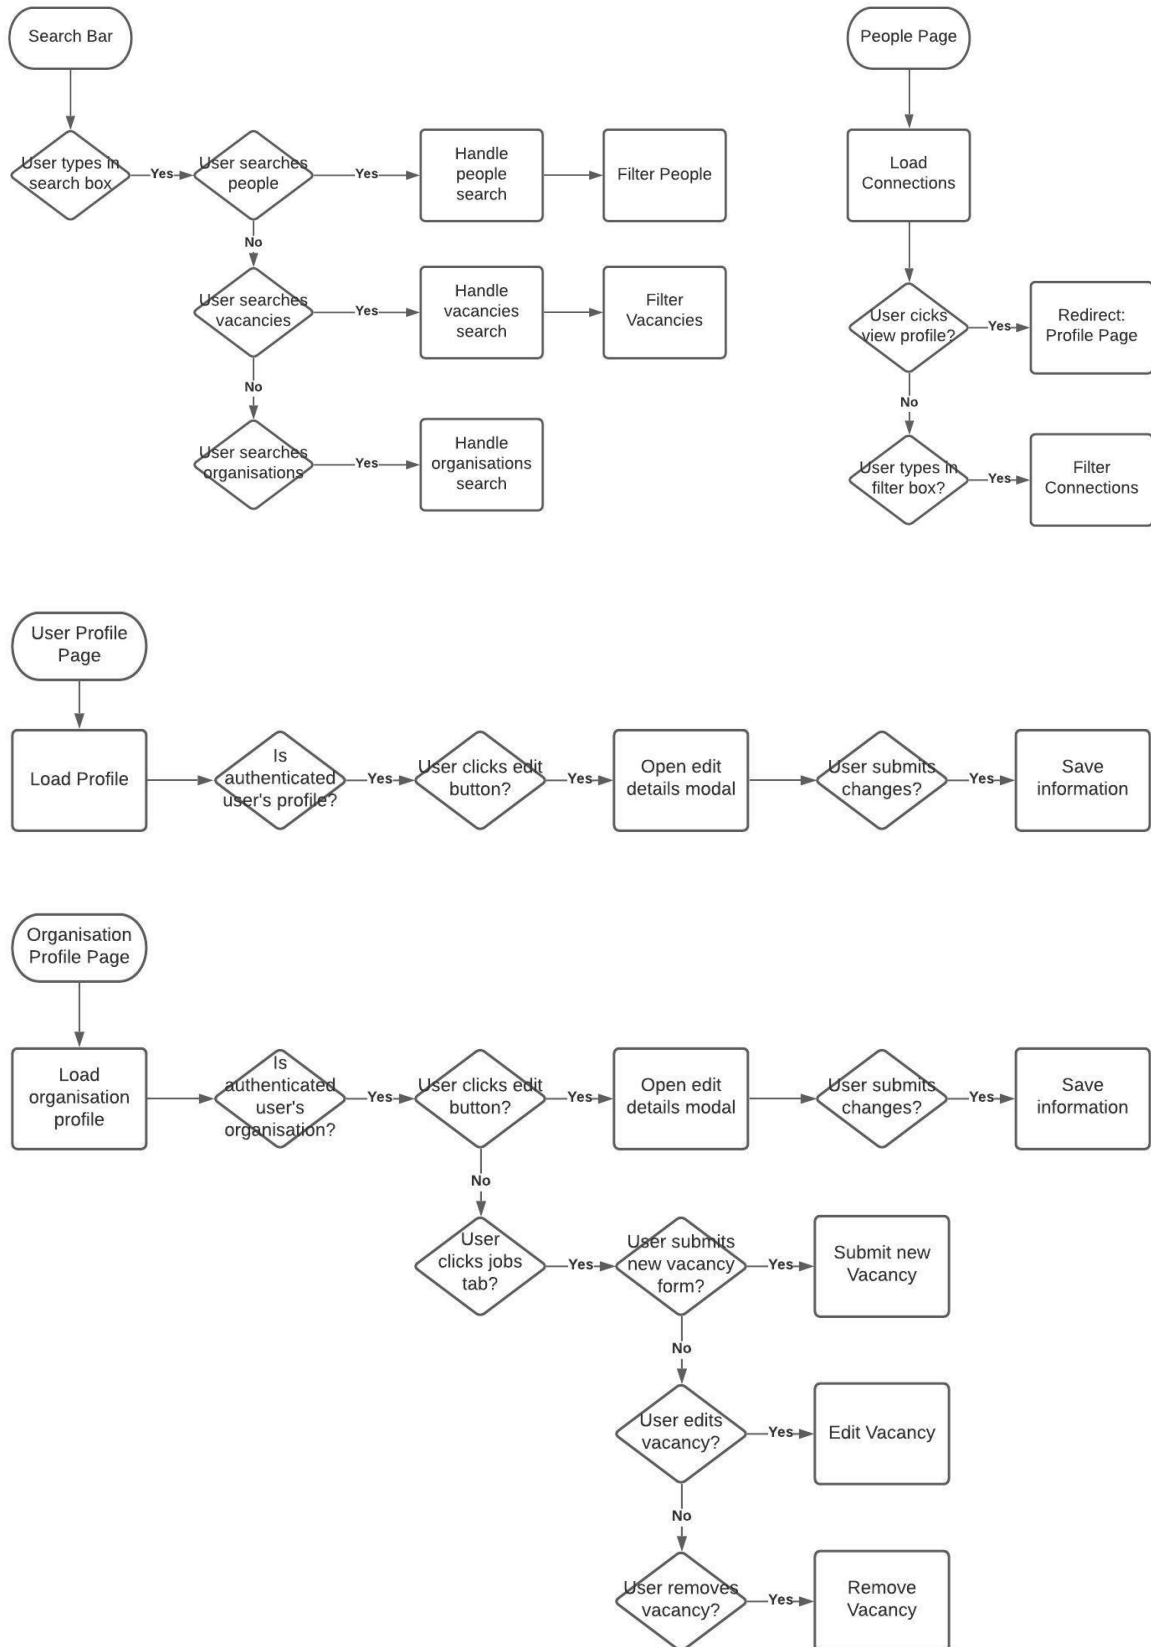 Search Bar
People Page
User types in
search box
Yes
User searches
people
Yes
Handle
people
search
Filter People
Load
Connections
No
User searches
vacancies
Yes
Handle
vacancies
search
Filter
Vacancies
User cicks
view profile?
Yes
Redirect:
Profile Page
No
No
User searches
organisations
Yes
Handle
organisations
search
User types in
filter box?
Yes
Filter
Connections
User Profile
Page
Load Profile
Is
authenticated
user's profile?
Yes
User clicks edit
button?
Yes
Open edit
details modal
User submits
changes?
Yes
Save
information
Organisation
Profile Page
Load
organisation
profile
Is
authenticated
user's
organisation?
Yes
User clicks edit
button?
Yes
Open edit
details modal
User submits
changes?
Yes
Save
information
No
User
clicks jobs
tab?
Yes
User submits
new vacancy
form?
Yes
Submit new
Vacancy
No
User edits
vacancy?
Yes
Edit Vacancy
No
User removes
vacancy?
Yes
Remove
Vacancy